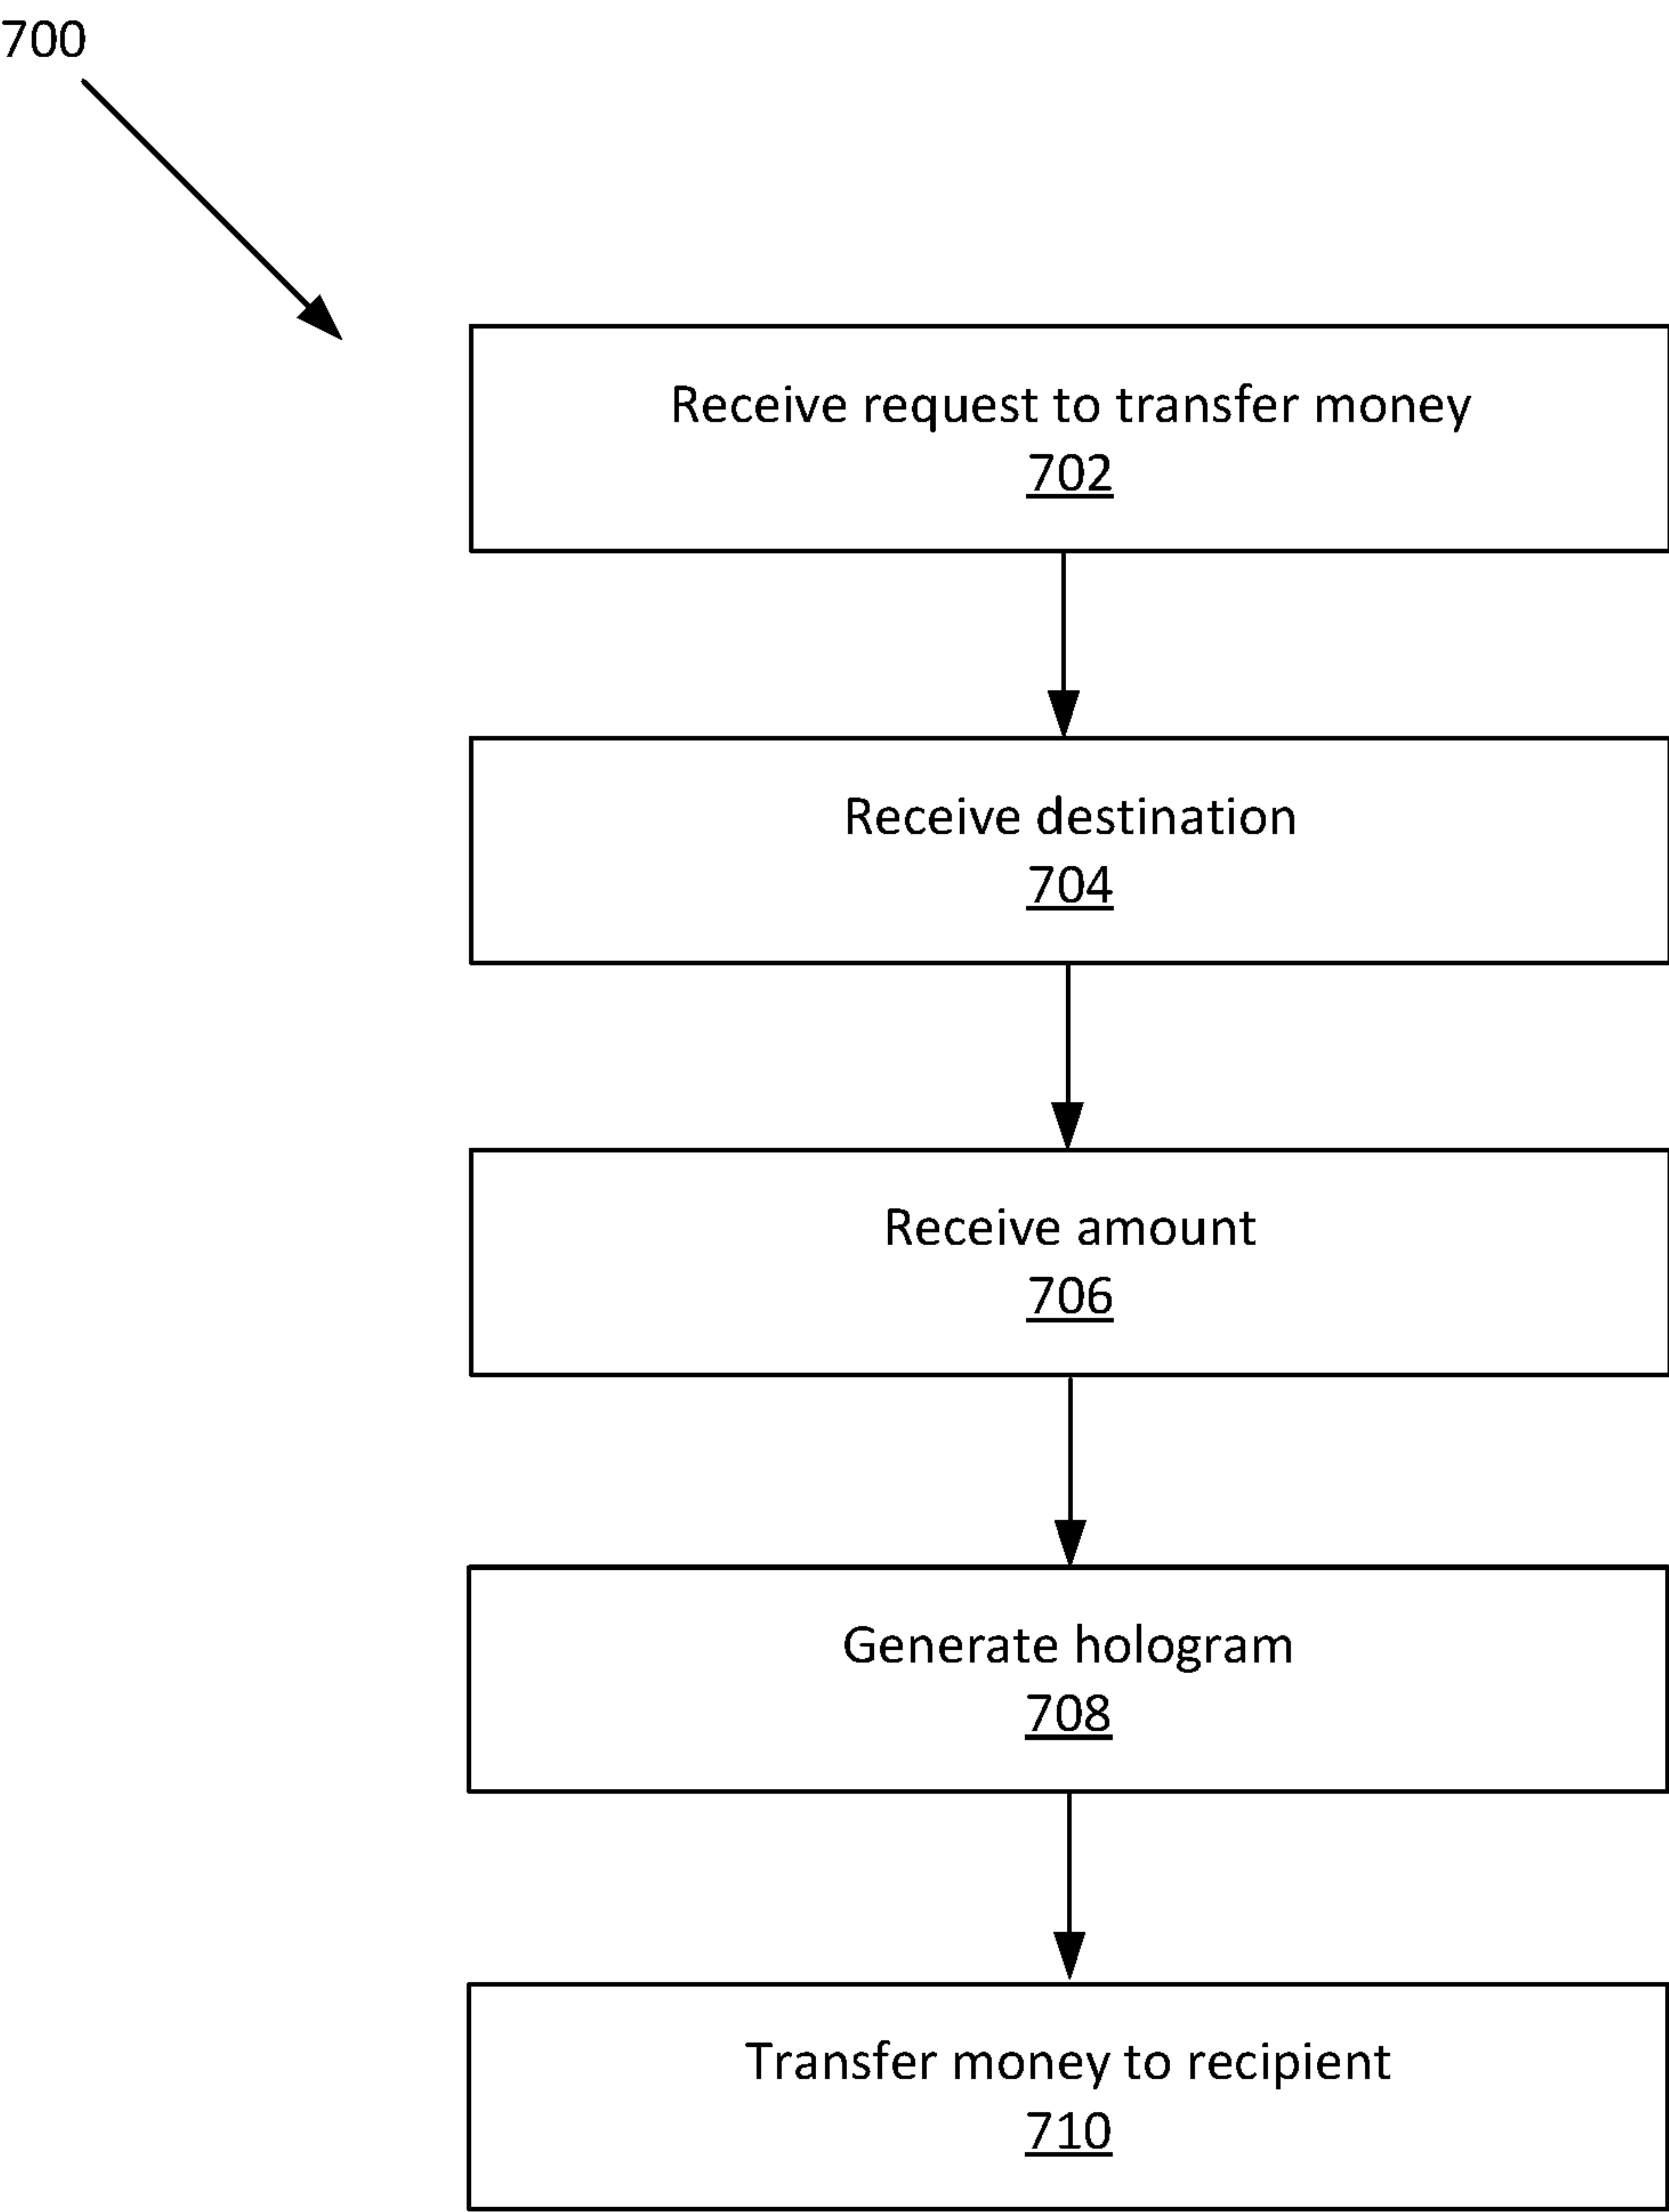 700
Receive request to transfer money
702
Receive destination
704
Receive amount
706
Generate hologram
708
Transfer money to recipient
710